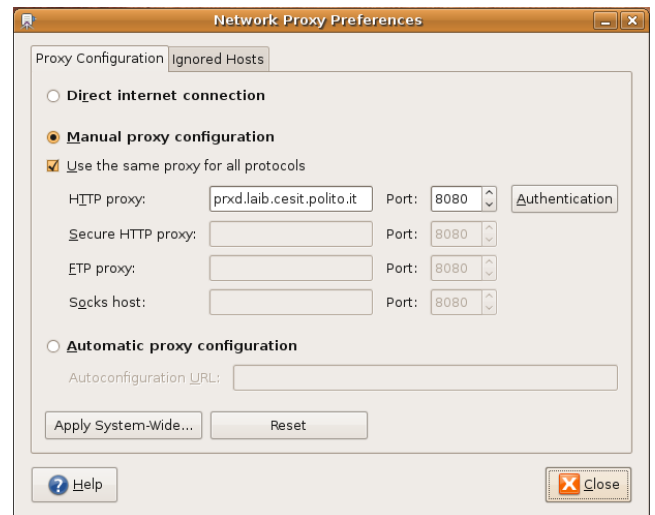 Network Proxy Preferences
Proxy Configuration Ignored Hosts
Direct internet connection
Manual proxy configuration
Use the same proxy for all protocols
HTTP proxy: prxd.laib.cesit.polito.it Port: 8080 Authentication
Secure HTTP proxy: Port: 8080
FTP proxy: Port: 8080
Socks host: Port: 8080
Automatic proxy configuration
Autoconfiguration URL:
Apply System-Wide... Reset
Help Close